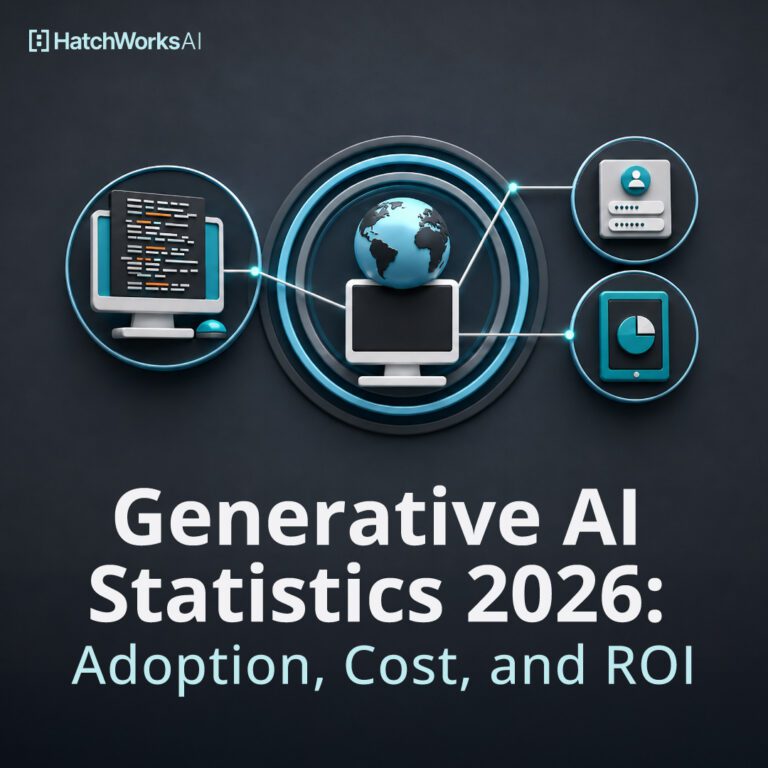 HatchWorksAI
Generative AI
Statistics 2026:
Adoption, Cost, and ROI